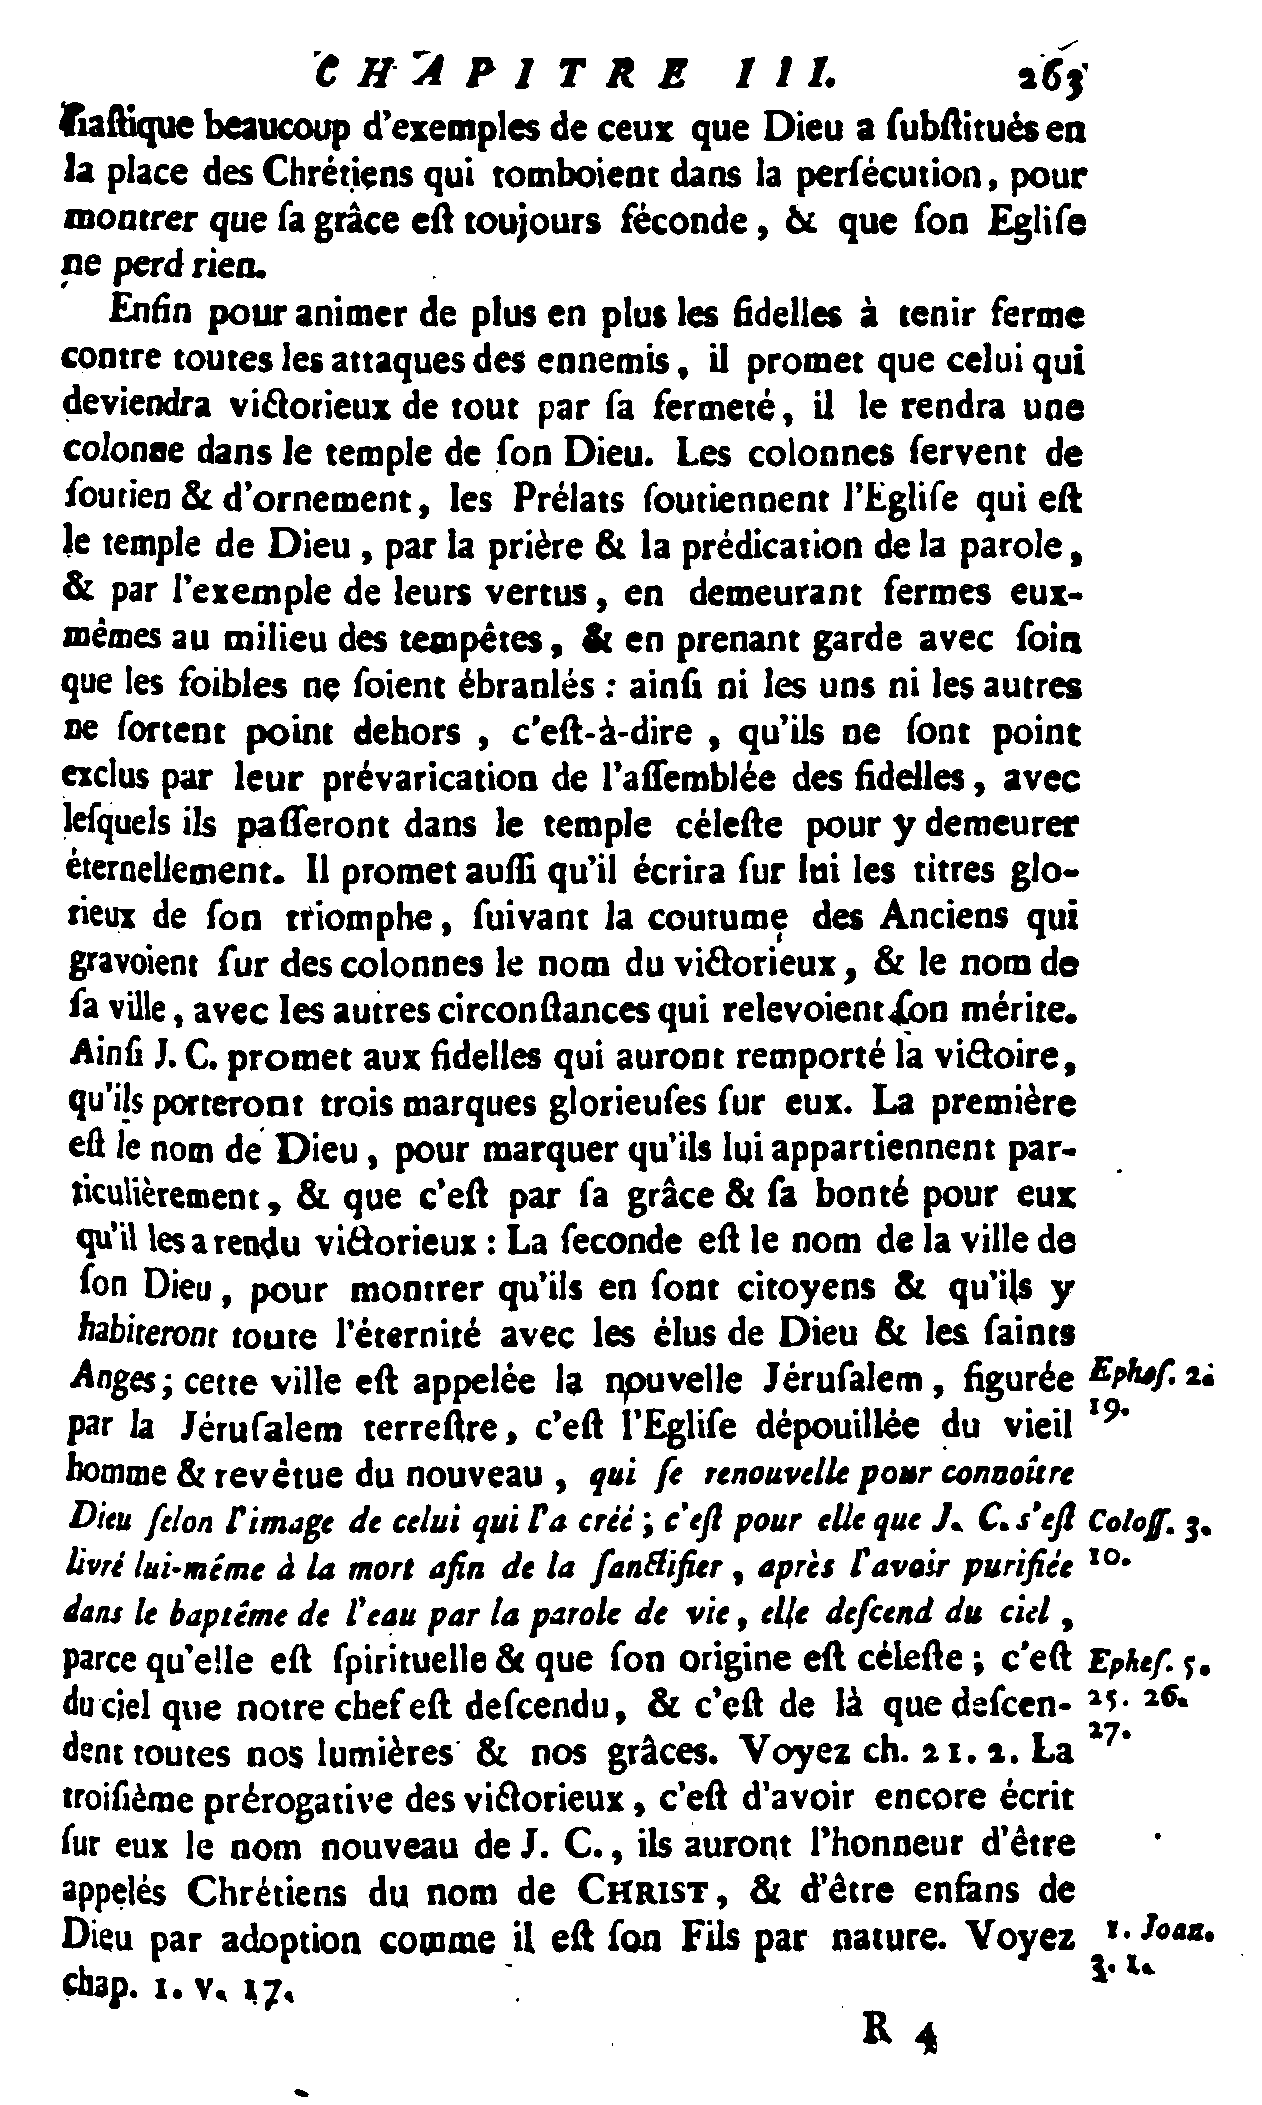 CHAPITRE III. 263
siaſtique beaucoup d'exemples de ceux que Dieu a ſubſtitués en
la place des Chrétiens qui tomboient dans la perſécution, pour
montrer que ſa grâce eſt toujours féconde, & que ſon Egliſe
ne perd rien.
Enfin pour animer de plus en plus les fidelles à tenir ferme
contre toutes les attaques des ennemis, il promet que celui qui
deviendra victorieux de tout par ſa fermeté, il le rendra une
colonne dans le temple de ſon Dieu. Les colonnes ſervent de
ſoutien & d'ornement, les Prélats ſoutiennent l'Egliſe qui eſt
le temple de Dieu, par la prière & la prédication de la parole,
& par l'exemple de leurs vertus, en demeurant fermes eux-
mêmes au milieu des tempêtes, & en prenant garde avec ſoin
que les foibles ne ſoient ébranlés : ainſi ni les uns ni les autres
ne ſortent point dehors, c'eſt-à-dire, qu'ils ne ſont point
exclus par leur prévarication de l'aſſemblée des fidelles, avec
leſquels ils paſſeront dans le temple céleſte pour y demeurer
éternellement. Il promet auſſi qu'il écrira ſur lui les titres glo-
rieux de ſon triomphe, ſuivant la coutume des Anciens qui
gravoient ſur des colonnes le nom du victorieux, & le nom de
ſa ville, avec les autres circonſtances qui relevoient ſon mérite.
Ainſi J. C. promet aux fidelles qui auront remporté la victoire,
qu'ils porteront trois marques glorieuſes ſur eux. La première
eſt le nom de Dieu, pour marquer qu'ils lui appartiennent par-
ticulièrement, & que c'eſt par ſa grâce & ſa bonté pour eux
qu'il les a rendu victorieux : La ſeconde eſt le nom de la ville de
ſon Dieu, pour montrer qu'ils en ſont citoyens & qu'ils y
habiteront toute l'éternité avec les élus de Dieu & les ſaints
Anges; cette ville eſt appelée la nouvelle Jéruſalem, figurée
par la Jéruſalem terreſtre, c'eſt l'Egliſe dépouillée du vieil
homme & revêtue du nouveau, qui ſe renouvelle pour connoître
Dieu ſelon l'image de celui qui l'a créé; c'eſt pour elle que J. C. s'eſt
livré lui-même à la mort afin de la ſanctifier, après l'avoir purifiée
dans le baptême de l'eau par la parole de vie, elle deſcend du ciel,
parce qu'elle eſt ſpirituelle & que ſon origine eſt céleſte; c'eſt
du ciel que notre chef eſt deſcendu, & c'eſt de là que deſcen-
dent toutes nos lumières & nos grâces. Voyez ch. 21. 2. La
troiſième prérogative des victorieux, c'eſt d'avoir encore écrit
ſur eux le nom nouveau de J. C., ils auront l'honneur d'être
appelés Chrétiens du nom de CHRIST, & d'être enfans de
Dieu par adoption comme il eſt ſon Fils par nature. Voyez
chap. 1. v. 17.
Epheſ. 2.
19.
Coloſſ. 3.
10.
Epheſ. 5.
25. 26.
27.
1. Joan.
3. 1.
R 4